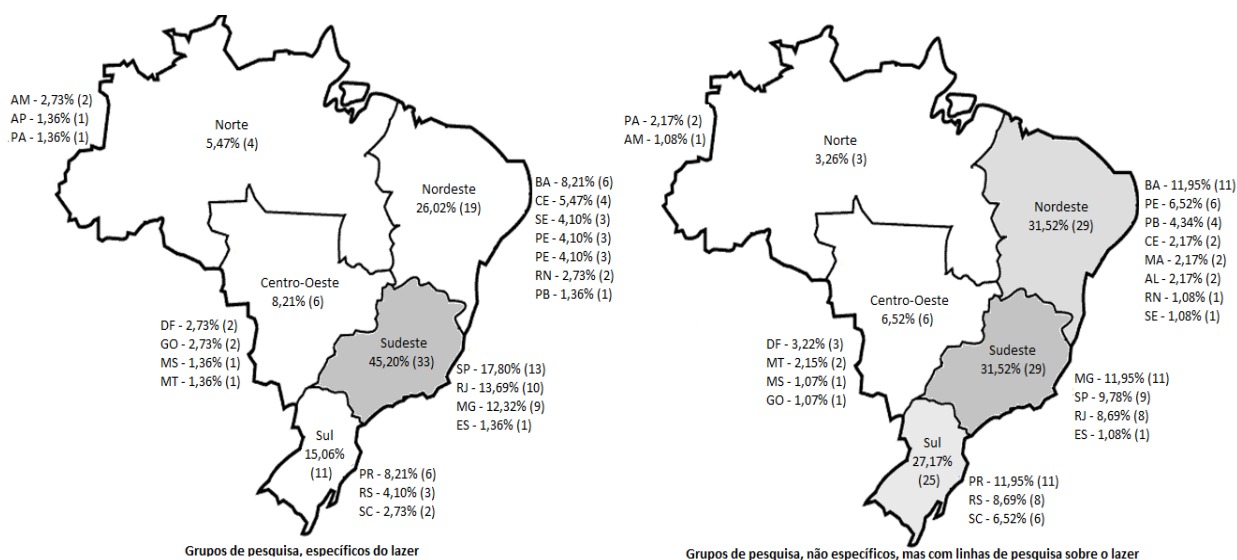 AM - 2,73% (2)
AP - 1,36% (1)
PA - 1,36% (1)
Norte
5,47% (4)
Nordeste
26,02% (19)
BA - 8,21% (6)
CE - 5,47% (4)
SE - 4,10% (3)
PE - 4,10% (3)
PE - 4,10% (3)
RN - 2,73% (2)
PB - 1,36% (1)
Centro-Oeste
8,21% (6)
DF - 2,73% (2)
GO - 2,73% (2)
MS - 1,36% (1)
MT - 1,36% (1)
Sudeste
45,20% (33)
SP - 17,80% (13)
RJ - 13,69% (10)
MG - 12,32% (9)
ES - 1,36% (1)
Sul
15,06%
(11)
PR - 8,21% (6)
RS - 4,10% (3)
SC - 2,73% (2)
Grupos de pesquisa, específicos do lazer
PA - 2,17% (2)
AM - 1,08% (1)
Norte
3,26% (3)
Nordeste
31,52% (29)
BA - 11,95% (11)
PE - 6,52% (6)
PB - 4,34% (4)
CE - 2,17% (2)
MA - 2,17% (2)
AL - 2,17% (2)
RN - 1,08% (1)
SE - 1,08% (1)
Centro-Oeste
6,52% (6)
DF - 3,22% (3)
MT - 2,15% (2)
MS - 1,07% (1)
GO - 1,07% (1)
Sudeste
31,52% (29)
MG - 11,95% (11)
SP - 9,78% (9)
RJ - 8,69% (8)
ES - 1,08% (1)
Sul
27,17%
(25)
PR - 11,95% (11)
RS - 8,69% (8)
SC - 6,52% (6)
Grupos de pesquisa, não específicos, mas com linhas de pesquisa sobre o lazer